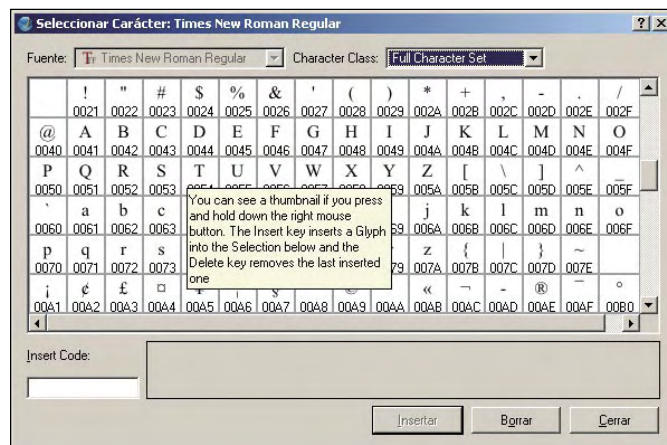 Seleccionar Carácter: Times New Roman Regular
Fuente: Times New Roman Regular Character Class: Full Character Set
! " # $ % & ' ( ) * + , - . /
0021 0022 0023 0024 0025 0026 0027 0028 0029 002A 002B 002C 002D 002E 002F
@ A B C D E F G H I J K L M N O
0040 0041 0042 0043 0044 0045 0046 0047 0048 0049 004A 004B 004C 004D 004E 004F
P Q R S T U V W X Y Z [ \ ] ^ _
0050 0051 0052 0053 005A 005B 005C 005D 005E 005F
` a b c j k l m n o
0060 0061 0062 0063 006A 006B 006C 006D 006E 006F
p q r s z { | } ~
0070 0071 0072 0073 007A 007B 007C 007D 007E
You can see a thumbnail if you press
and hold down the right mouse
button. The Insert key inserts a Glyph
into the Selection below and the
Delete key removes the last inserted
one
¡ ¢ £ ¤ « ¬ - ® ¯ °
00A1 00A2 00A3 00A4 00A5 00A6 00A7 00A8 00A9 00AA 00AB 00AC 00AD 00AE 00AF 00B0
Insert Code:
Insertar Borrar Cerrar